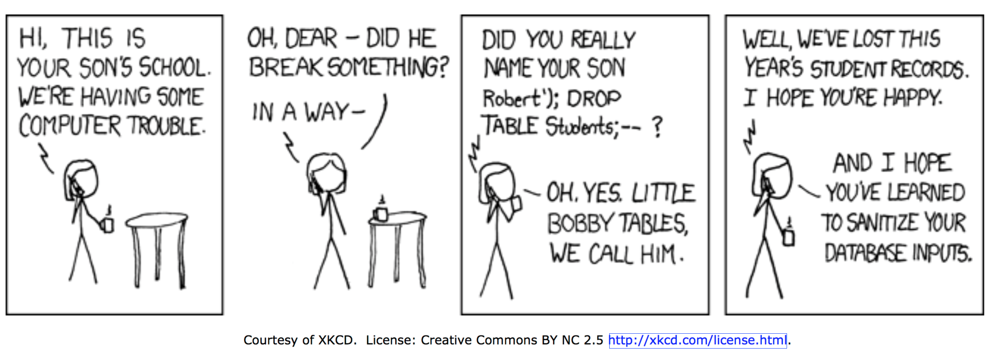 HI, THIS IS
YOUR SON'S SCHOOL.
WE'RE HAVING SOME
COMPUTER TROUBLE.
OH, DEAR – DID HE
BREAK SOMETHING?
IN A WAY –
DID YOU REALLY
NAME YOUR SON
Robert'); DROP
TABLE Students;-- ?
OH. YES. LITTLE
BOBBY TABLES,
WE CALL HIM.
WELL, WE'VE LOST THIS
YEAR'S STUDENT RECORDS.
I HOPE YOU'RE HAPPY.
AND I HOPE
YOU'VE LEARNED
TO SANITIZE YOUR
DATABASE INPUTS.
Courtesy of XKCD. License: Creative Commons BY NC 2.5 http://xkcd.com/license.html.